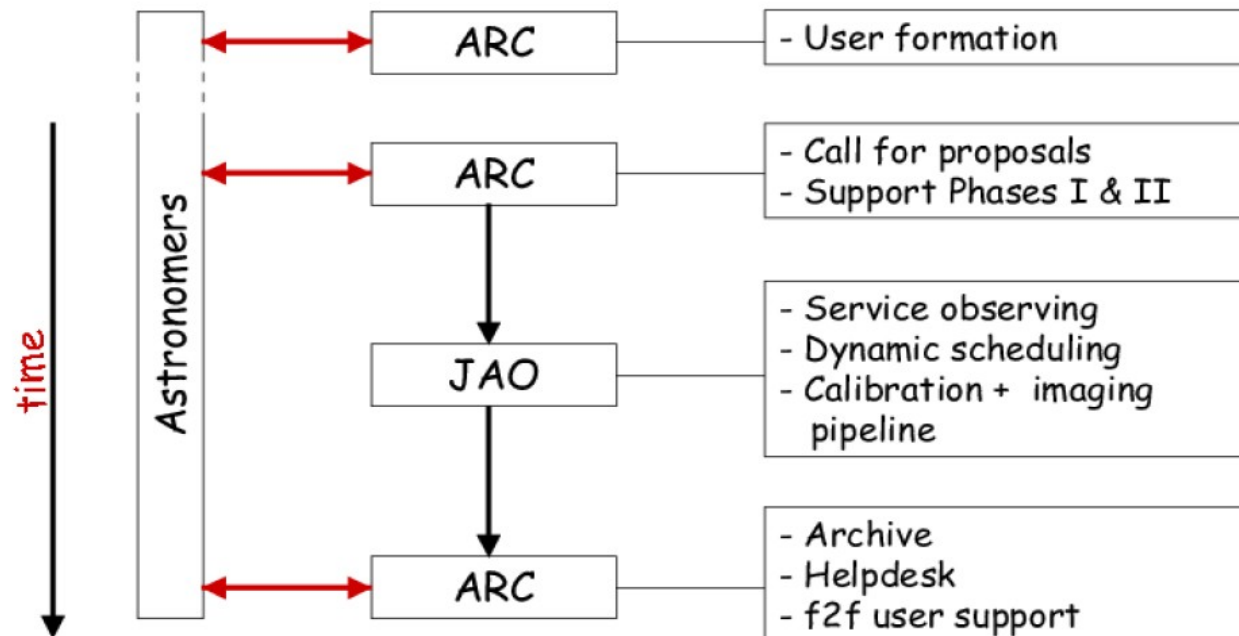 ARC
- User formation
ARC
- Call for proposals
- Support Phases I & II
time
Astronomers
JAO
- Service observing
- Dynamic scheduling
- Calibration + imaging
pipeline
ARC
- Archive
- Helpdesk
- f2f user support